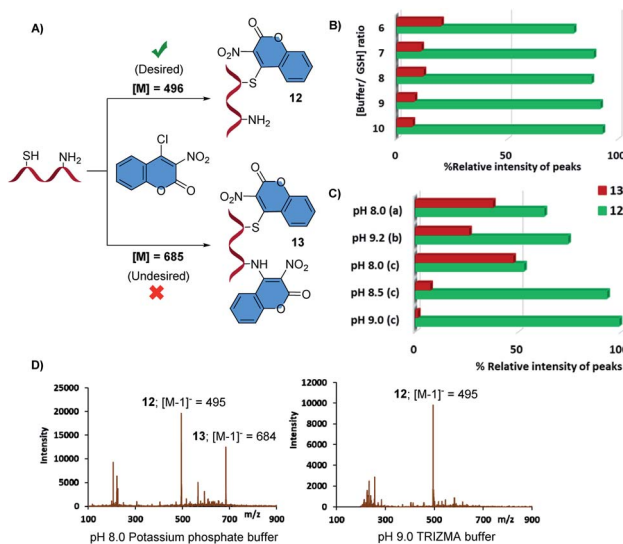 A)
O
O
NO₂
S
NH₂
12
(Desired)
[M] = 496
SH
NH₂
Cl
NO₂
O
O
[M] = 685
(Undesired)
O
O
NO₂
S
13
NH
NO₂
O
O
B)
[Buffer/ GSH] ratio
6
7
8
9
10
0
50
100
%Relative intensity of peaks
C)
13
12
pH 8.0 (a)
pH 9.2 (b)
pH 8.0 (c)
pH 8.5 (c)
pH 9.0 (c)
0
50
100
% Relative intensity of peaks
D)
Intensity
25000
20000
15000
10000
5000
0
12; [M-1]⁻ = 495
13; [M-1]⁻ = 684
100
300
500
700
900
m/z
pH 8.0 Potassium phosphate buffer
Intensity
12000
10000
8000
6000
4000
2000
0
12; [M-1]⁻ = 495
100
300
500
700
900
m/z
pH 9.0 TRIZMA buffer